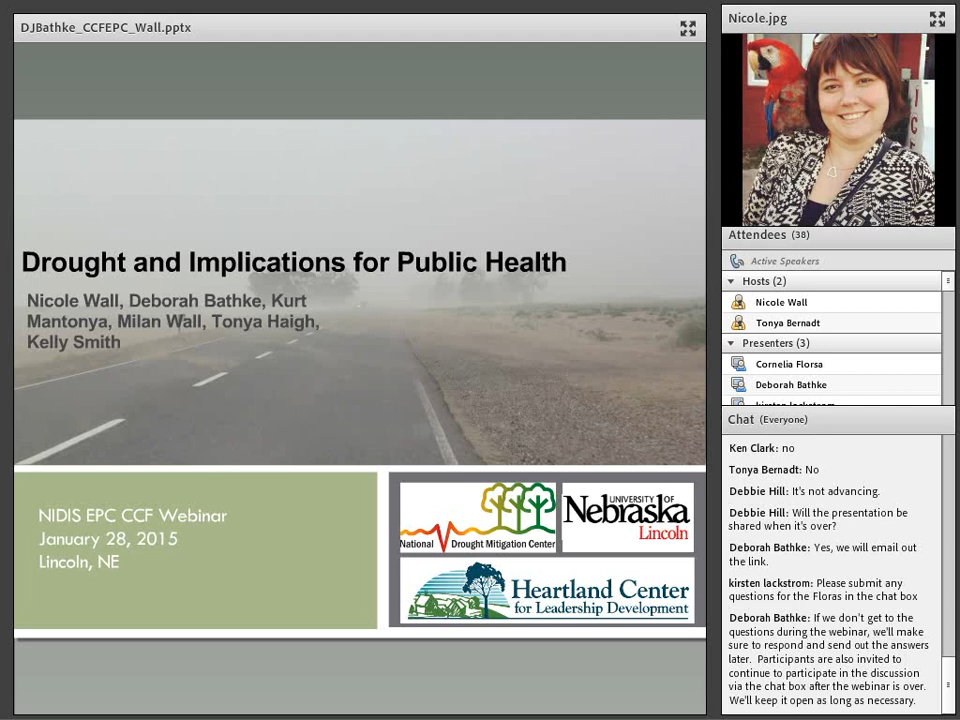 DJBathke_CCFEPC_Wall.pptx
Drought and Implications for Public Health
Nicole Wall, Deborah Bathke, Kurt
Mantonya, Milan Wall, Tonya Haigh,
Kelly Smith
NIDIS EPC CCF Webinar
January 28, 2015
Lincoln, NE
National Drought Mitigation Center
UNIVERSITY OF
Nebraska
Lincoln
Heartland Center
for Leadership Development
Nicole.jpg
I
C
Attendees (38)
Active Speakers
Hosts (2)
Nicole Wall
Tonya Bernadt
Presenters (3)
Cornelia Florsa
Deborah Bathke
kirsten lackstrom
Chat (Everyone)
Ken Clark: no
Tonya Bernadt: No
Debbie Hill: It's not advancing.
Debbie Hill: Will the presentation be
shared when it's over?
Deborah Bathke: Yes, we will email out
the link.
kirsten lackstrom: Please submit any
questions for the Floras in the chat box
Deborah Bathke: If we don't get to the
questions during the webinar, we'll make
sure to respond and send out the answers
later. Participants are also invited to
continue to participate in the discussion
via the chat box after the webinar is over.
We'll keep it open as long as necessary.